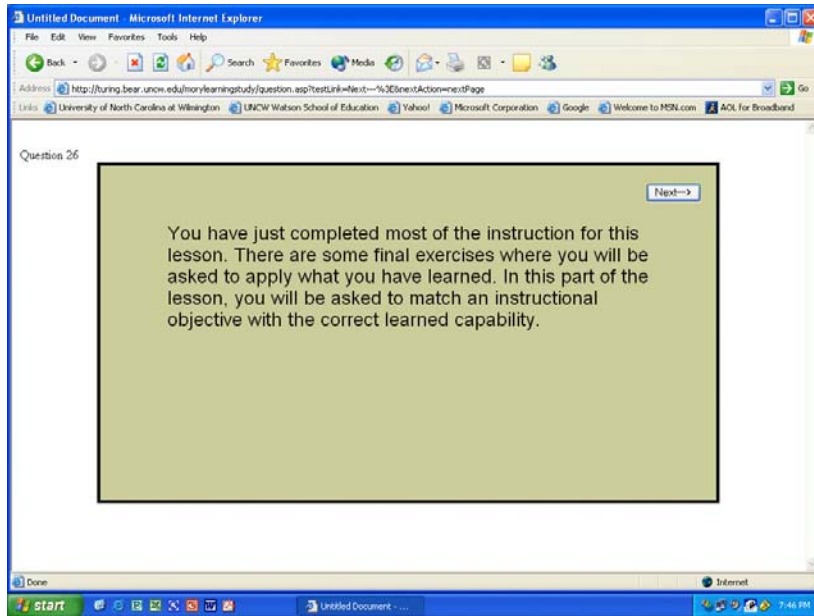 Untitled Document - Microsoft Internet Explorer
File Edit View Favorites Tools Help
Back Search Favorites Media
Address http://turing.bear.uncw.edu/morylearningstudy/question.asp?testLink=Next---%3E&nextAction=nextPage Go
Links University of North Carolina at Wilmington UNCW Watson School of Education Yahoo! Microsoft Corporation Google Welcome to MSN.com AOL for Broadband
Question 26
Next-->
You have just completed most of the instruction for this
lesson. There are some final exercises where you will be
asked to apply what you have learned. In this part of the
lesson, you will be asked to match an instructional
objective with the correct learned capability.
Done Internet
start Untitled Document - ... 7:46 PM